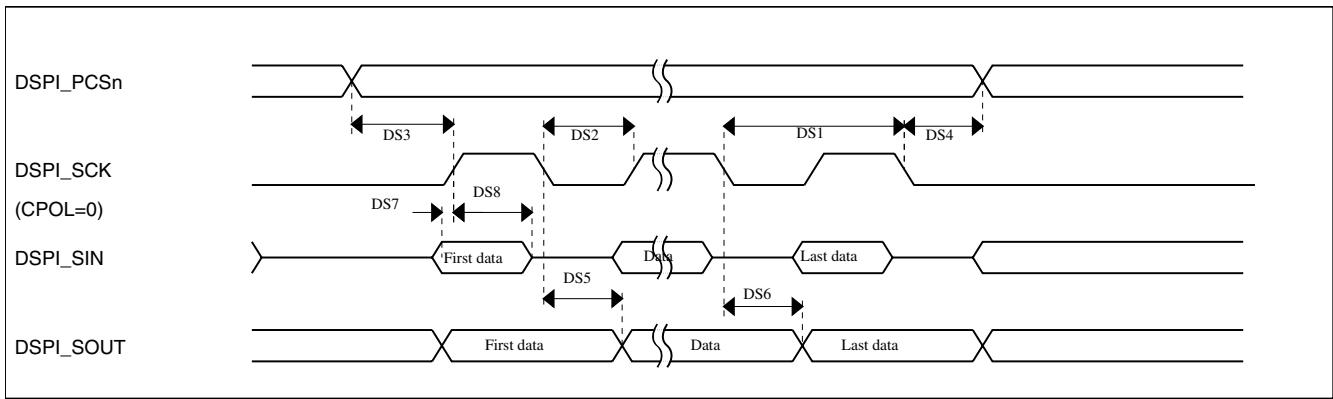 DSPI_PCSn
DS3
DS2
DS1
DS4
DSPI_SCK
(CPOL=0)
DS7
DS8
DSPI_SIN
First data
Data
Last data
DS5
DS6
DSPI_SOUT
First data
Data
Last data